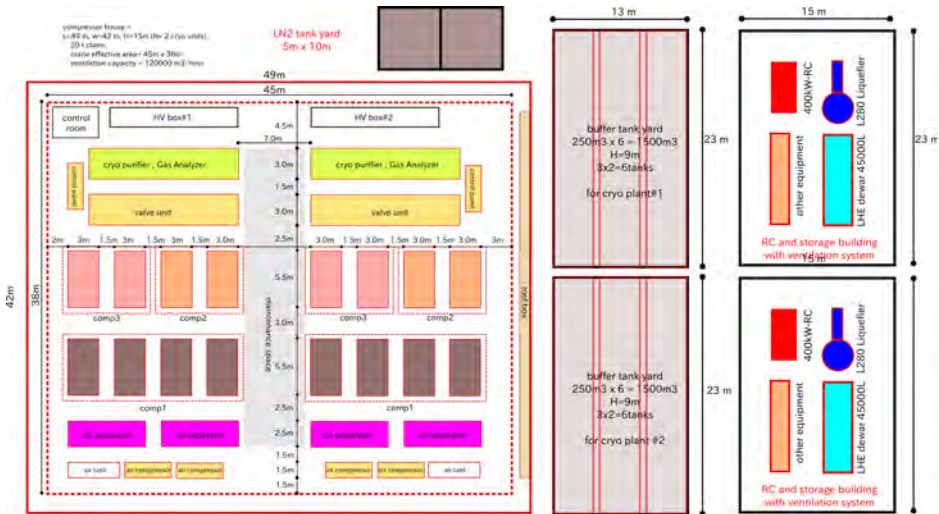 compressor house =
L=49 m, w=42 m, H=15m (for 2 cryo units)
20-t crane,
crane effective area= 45m x 38m
ventilation capacity = 120000 m3/hour
LN2 tank yard
5m x 10m
13 m
15 m
15 m
49m
45m
42m
38m
control
room
HV box#1
HV box#2
4.5m
7.0m
cryo purifier , Gas Analyzer
cryo purifier , Gas Analyzer
3.0m
control panel
control panel
1.5m
valve unit
valve unit
3.0m
2.5m
2m
3m
1.5m
3m
1.5m
3m
1.5m
3.0m
3.0m
1.5m
3m
1.5m
3.0m
3m
5.5m
comp3
comp2
comp3
comp2
3.0m
maintenance space
5.5m
comp1
comp1
2.5m
oil separator
oil separator
oil separator
oil separator
2.5m
1.5m
air tank
air compressor
air compressor
air compressor
air compressor
air tank
1.5m
tool box
buffer tank yard
250m3 x 6 = 1500m3
H=9m
3x2=6tanks
for cryo plant#1
23 m
buffer tank yard
250m3 x 6 = 1500m3
H=9m
3x2=6tanks
for cryo plant #2
23 m
400kW-RC
L280 Liquefier
other equipment
LHE dewar 45000L
RC and storage building
with ventilation system
23 m
400kW-RC
L280 Liquefier
other equipment
LHE dewar 45000L
RC and storage building
with ventilation system
23 m